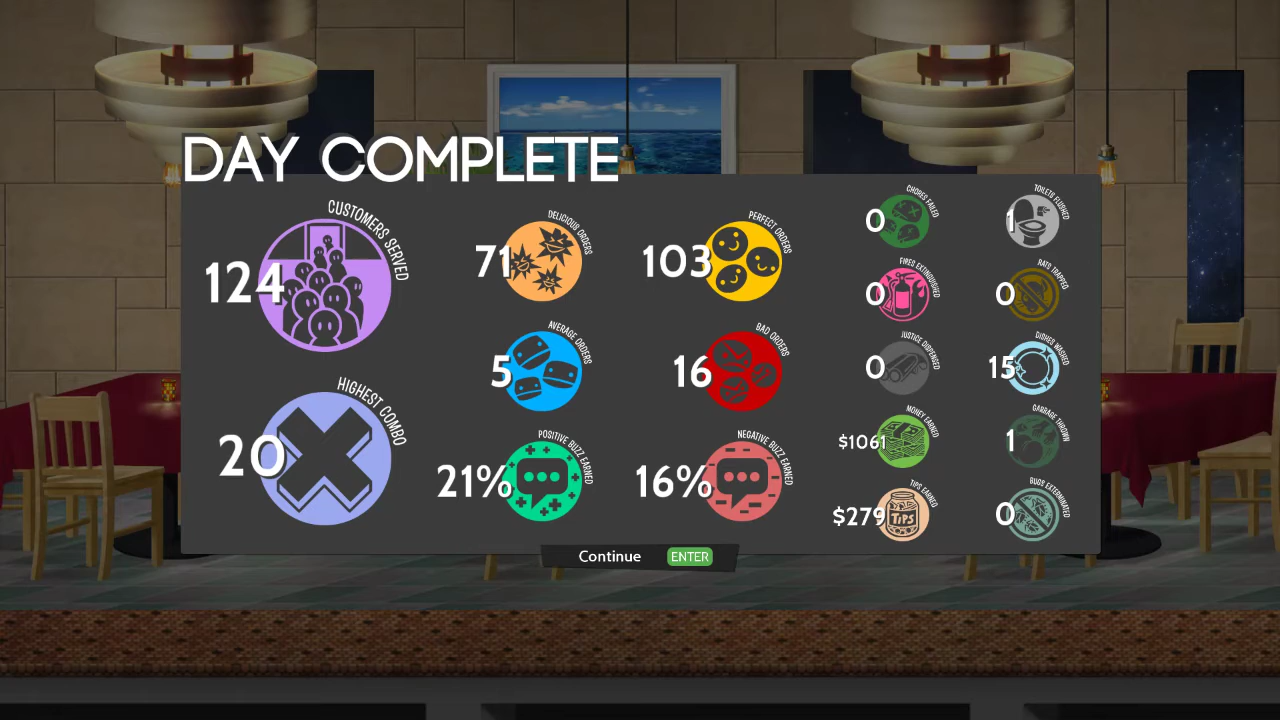 DAY COMPLETE
CUSTOMERS SERVED
124
HIGHEST COMBO
20
DELICIOUS ORDERS
71
PERFECT ORDERS
103
AVERAGE ORDERS
5
BAD ORDERS
16
POSITIVE BUZZ EARNED
21%
NEGATIVE BUZZ EARNED
16%
CHORES FAILED
0
TOILETS FLUSHED
1
FIRES EXTINGUISHED
0
RATS TRAPPED
0
JUSTICE DISPENSED
0
DISHES WASHED
15
MONEY EARNED
$1061
GARBAGE THROWN
1
TIPS EARNED
$279
TIPS
BUGS EXTERMINATED
0
Continue ENTER